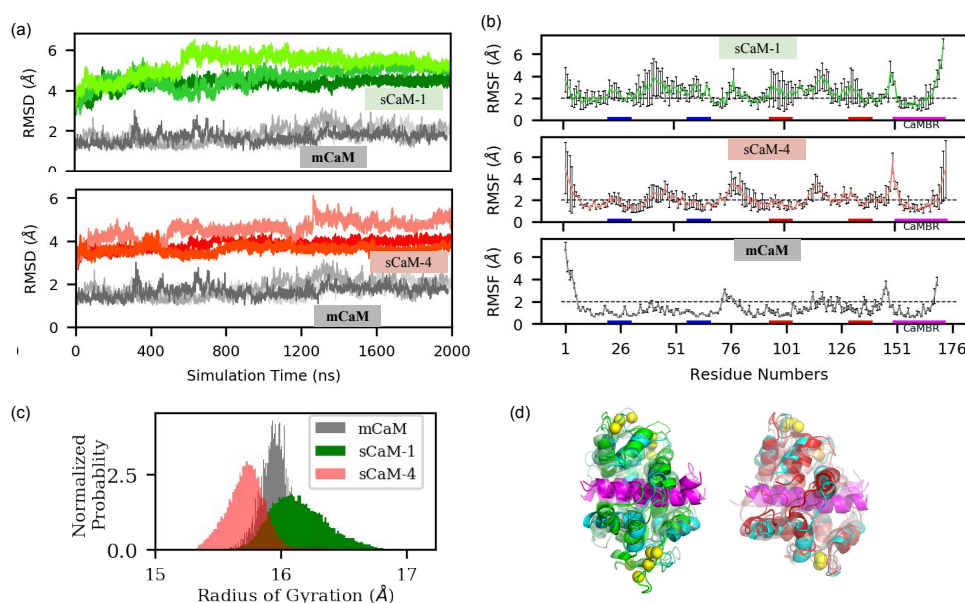 (a)
6
4
2
0
RMSD (Å)
sCaM-1
mCaM
6
4
2
0
RMSD (Å)
sCaM-4
mCaM
0 400 800 1200 1600 2000
Simulation Time (ns)
(b)
6
4
2
0
RMSF (Å)
sCaM-1
CaMBR
6
4
2
0
RMSF (Å)
sCaM-4
CaMBR
6
4
2
0
RMSF (Å)
mCaM
CaMBR
1 26 51 76 101 126 151 176
Residue Numbers
(c)
Normalized
Probability
2.5
0.0
mCaM
sCaM-1
sCaM-4
15 16 17
Radius of Gyration (Å)
(d)